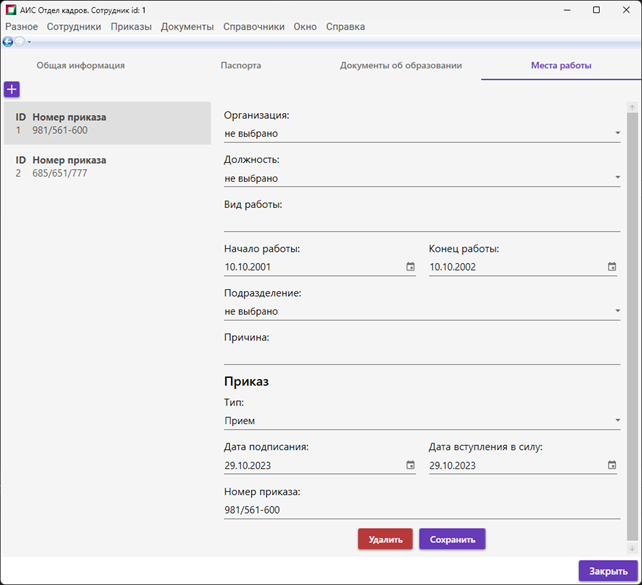 АИС Отдел кадров. Сотрудник id: 1
Разное Сотрудники Приказы Документы Справочники Окно Справка
Общая информация Паспорта Документы об образовании Места работы
+
ID Номер приказа
1 981/561-600
ID Номер приказа
2 685/651/777
Организация:
не выбрано
Должность:
не выбрано
Вид работы:
Начало работы: Конец работы:
10.10.2001 10.10.2002
Подразделение:
не выбрано
Причина:
Приказ
Тип:
Прием
Дата подписания: Дата вступления в силу:
29.10.2023 29.10.2023
Номер приказа:
981/561-600
Удалить Сохранить
Закрыть